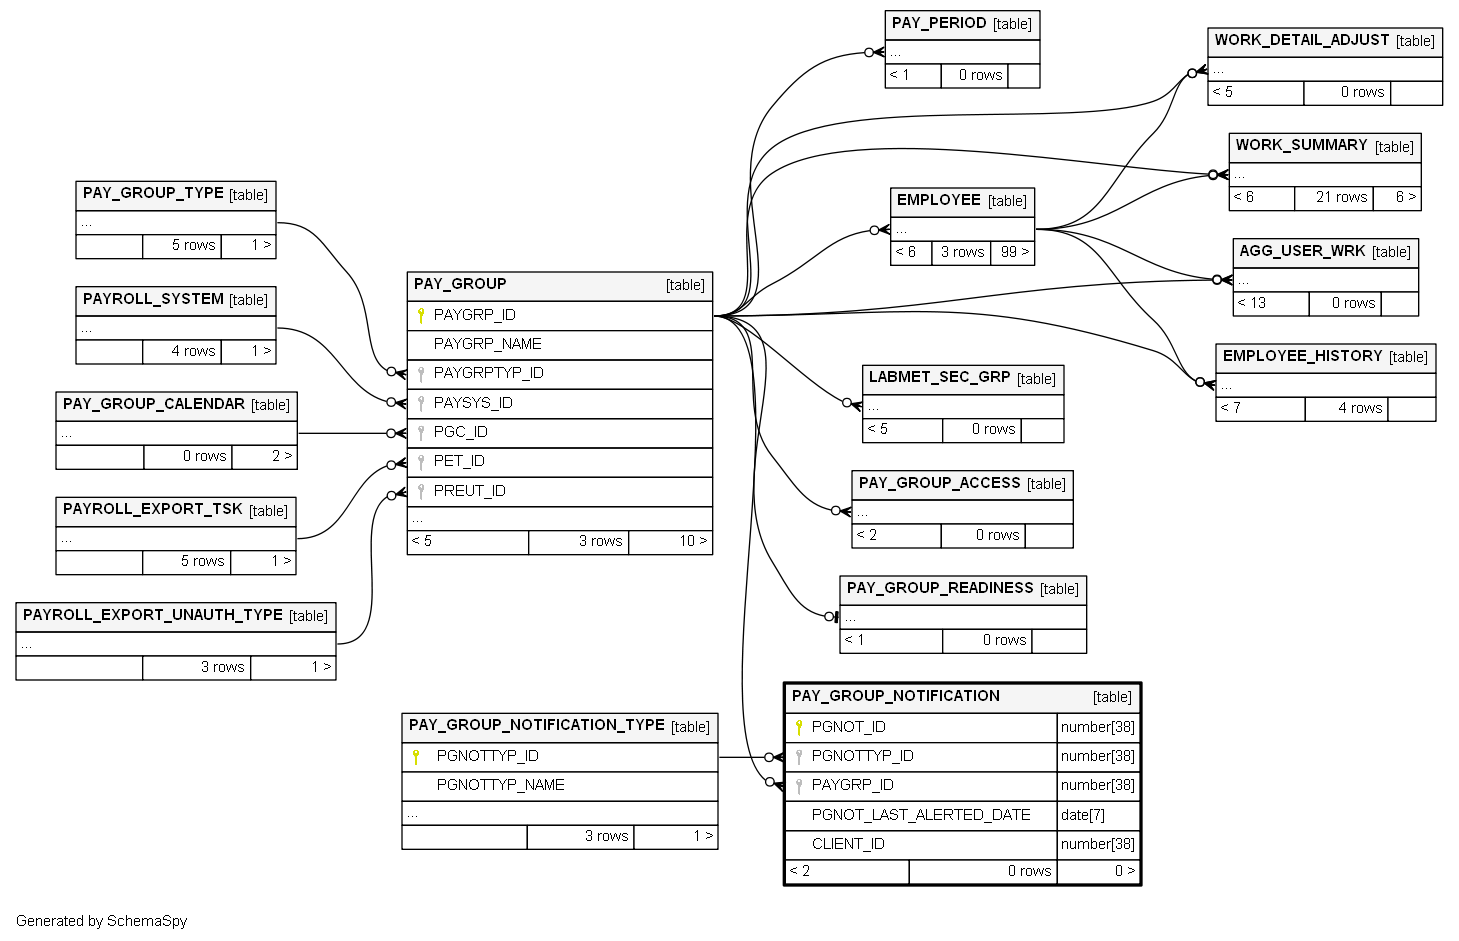 PAY_PERIOD [table]
...
< 1 0 rows
WORK_DETAIL_ADJUST [table]
...
< 5 0 rows
WORK_SUMMARY [table]
...
< 6 21 rows 6 >
PAY_GROUP_TYPE [table]
...
5 rows 1 >
EMPLOYEE [table]
...
< 6 3 rows 99 >
AGG_USER_WRK [table]
...
< 13 0 rows
PAYROLL_SYSTEM [table]
...
4 rows 1 >
PAY_GROUP [table]
PAYGRP_ID
PAYGRP_NAME
PAYGRPTYP_ID
PAYSYS_ID
PGC_ID
PET_ID
PREUT_ID
...
< 5 3 rows 10 >
EMPLOYEE_HISTORY [table]
...
< 7 4 rows
LABMET_SEC_GRP [table]
...
< 5 0 rows
PAY_GROUP_CALENDAR [table]
...
0 rows 2 >
PAY_GROUP_ACCESS [table]
...
< 2 0 rows
PAYROLL_EXPORT_TSK [table]
...
5 rows 1 >
PAY_GROUP_READINESS [table]
...
< 1 0 rows
PAYROLL_EXPORT_UNAUTH_TYPE [table]
...
3 rows 1 >
PAY_GROUP_NOTIFICATION_TYPE [table]
PGNOTTYP_ID
PGNOTTYP_NAME
...
3 rows 1 >
PAY_GROUP_NOTIFICATION [table]
PGNOT_ID number[38]
PGNOTTYP_ID number[38]
PAYGRP_ID number[38]
PGNOT_LAST_ALERTED_DATE date[7]
CLIENT_ID number[38]
< 2 0 rows 0 >
Generated by SchemaSpy